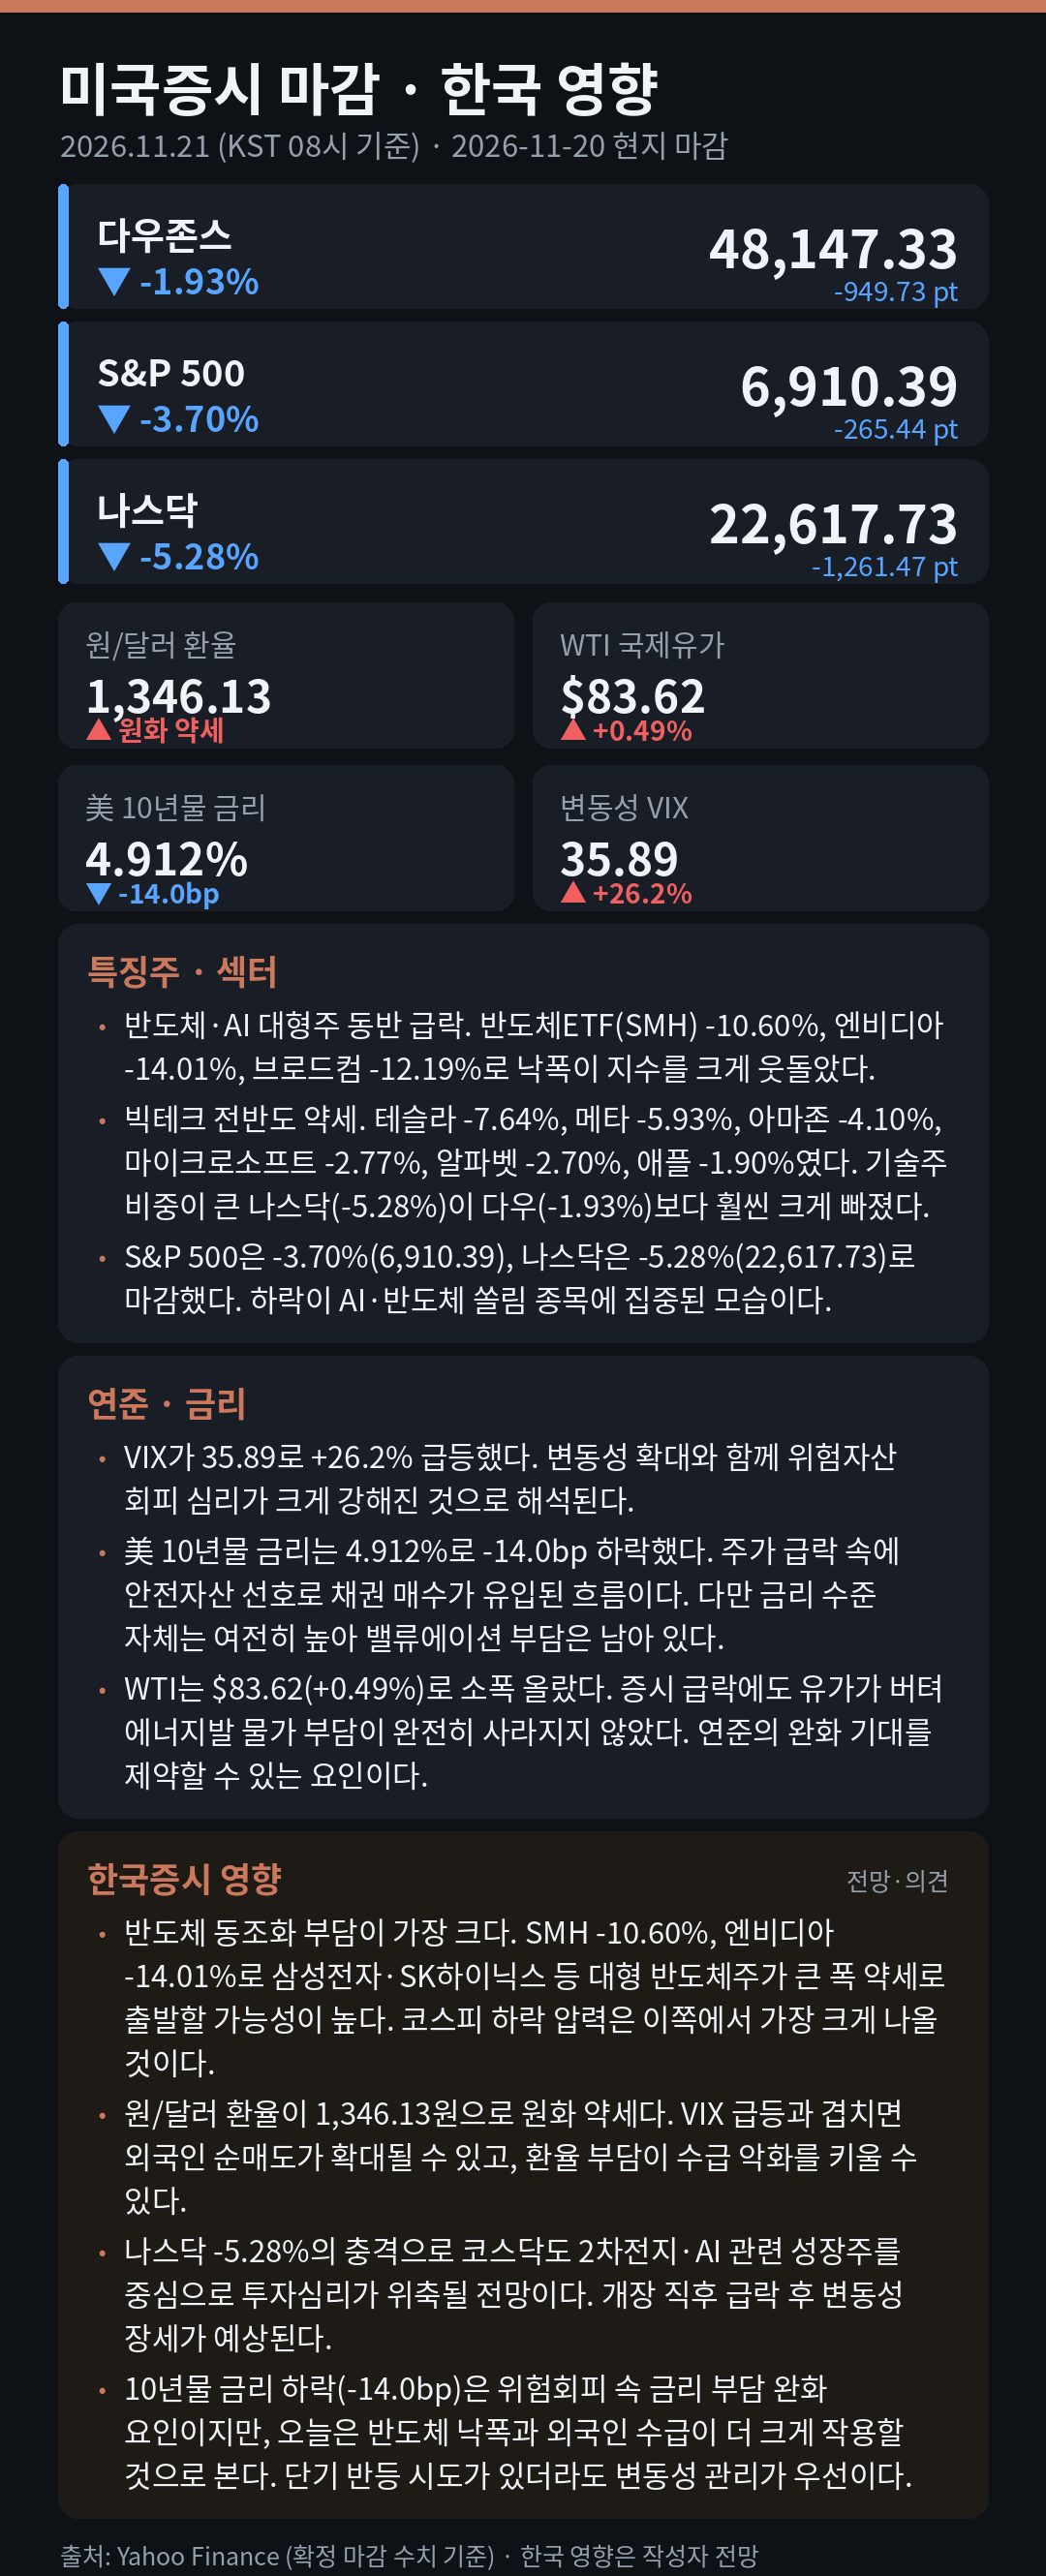 미국증시 마감 · 한국 영향
2026.11.21 (KST 08시 기준) · 2026-11-20 현지 마감
다우존스
48,147.33
▼ -1.93%
-949.73 pt
S&P 500
6,910.39
▼ -3.70%
-265.44 pt
나스닥
22,617.73
▼ -5.28%
-1,261.47 pt
원/달러 환율
1,346.13
▲ 원화 약세
WTI 국제유가
$83.62
▲ +0.49%
美 10년물 금리
4.912%
▼ -14.0bp
변동성 VIX
35.89
▲ +26.2%
특징주 · 섹터
• 반도체·AI 대형주 동반 급락. 반도체ETF(SMH) -10.60%, 엔비디아
-14.01%, 브로드컴 -12.19%로 낙폭이 지수를 크게 웃돌았다.
• 빅테크 전반도 약세. 테슬라 -7.64%, 메타 -5.93%, 아마존 -4.10%,
마이크로소프트 -2.77%, 알파벳 -2.70%, 애플 -1.90%였다. 기술주
비중이 큰 나스닥(-5.28%)이 다우(-1.93%)보다 훨씬 크게 빠졌다.
• S&P 500은 -3.70%(6,910.39), 나스닥은 -5.28%(22,617.73)로
마감했다. 하락이 AI·반도체 쏠림 종목에 집중된 모습이다.
연준 · 금리
• VIX가 35.89로 +26.2% 급등했다. 변동성 확대와 함께 위험자산
회피 심리가 크게 강해진 것으로 해석된다.
• 美 10년물 금리는 4.912%로 -14.0bp 하락했다. 주가 급락 속에
안전자산 선호로 채권 매수가 유입된 흐름이다. 다만 금리 수준
자체는 여전히 높아 밸류에이션 부담은 남아 있다.
• WTI는 $83.62(+0.49%)로 소폭 올랐다. 증시 급락에도 유가가 버텨
에너지발 물가 부담이 완전히 사라지지 않았다. 연준의 완화 기대를
제약할 수 있는 요인이다.
한국증시 영향
전망·의견
• 반도체 동조화 부담이 가장 크다. SMH -10.60%, 엔비디아
-14.01%로 삼성전자·SK하이닉스 등 대형 반도체주가 큰 폭 약세로
출발할 가능성이 높다. 코스피 하락 압력은 이쪽에서 가장 크게 나올
것이다.
• 원/달러 환율이 1,346.13원으로 원화 약세다. VIX 급등과 겹치면
외국인 순매도가 확대될 수 있고, 환율 부담이 수급 악화를 키울 수
있다.
• 나스닥 -5.28%의 충격으로 코스닥도 2차전지·AI 관련 성장주를
중심으로 투자심리가 위축될 전망이다. 개장 직후 급락 후 변동성
장세가 예상된다.
• 10년물 금리 하락(-14.0bp)은 위험회피 속 금리 부담 완화
요인이지만, 오늘은 반도체 낙폭과 외국인 수급이 더 크게 작용할
것으로 본다. 단기 반등 시도가 있더라도 변동성 관리가 우선이다.
출처: Yahoo Finance (확정 마감 수치 기준) · 한국 영향은 작성자 전망